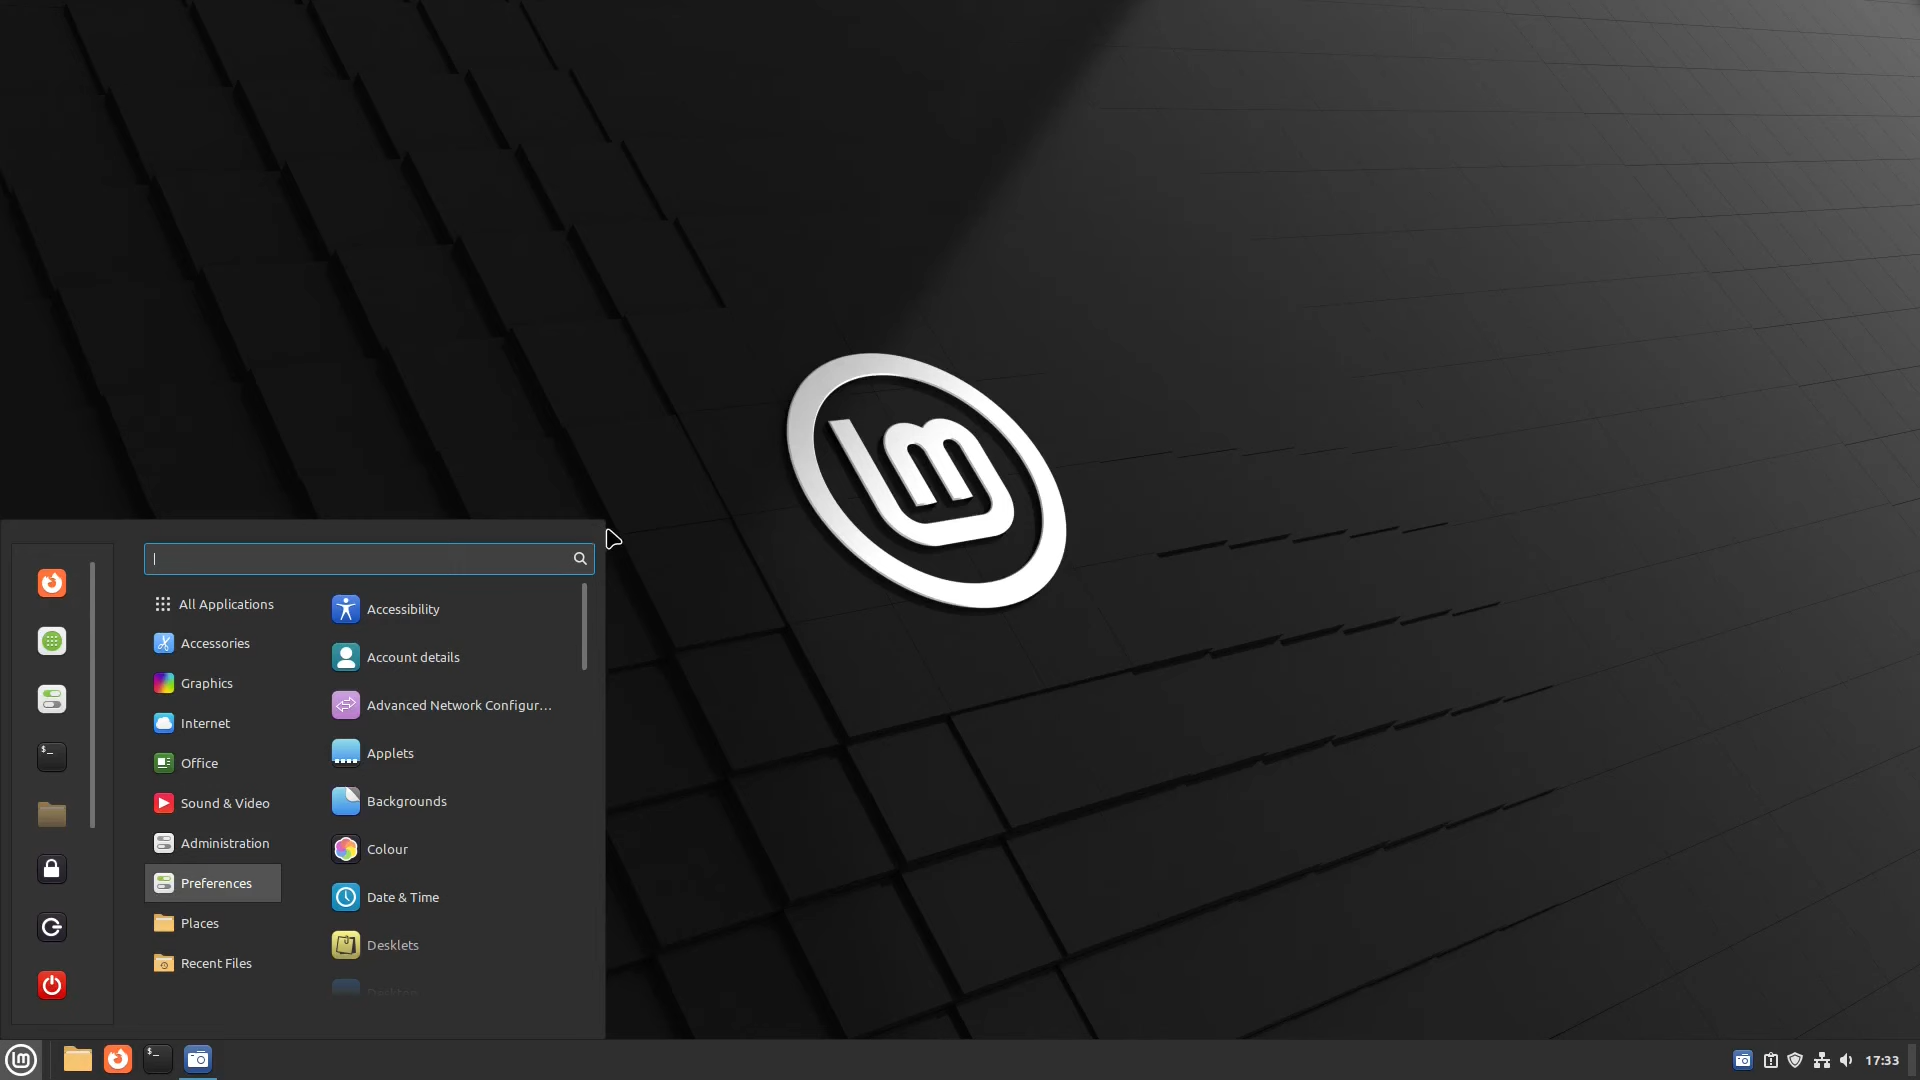 All Applications
Accessories
Graphics
Internet
Office
Sound & Video
Administration
Preferences
Places
Recent Files
Accessibility
Account details
Advanced Network Configur...
Applets
Backgrounds
Colour
Date & Time
Desklets
Desktop
17:33